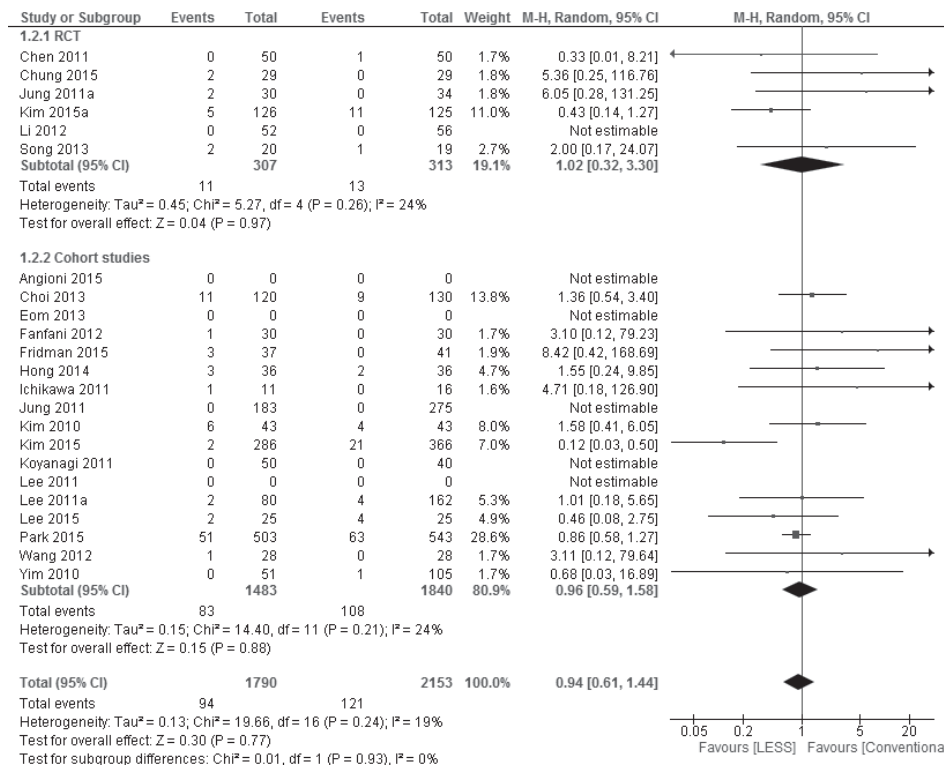 Study or Subgroup Events Total Events Total Weight M-H, Random, 95% CI M-H, Random, 95% CI
1.2.1 RCT
Chen 2011 0 50 1 50 1.7% 0.33 [0.01, 8.21]
Chung 2015 2 29 0 29 1.8% 5.36 [0.25, 116.76]
Jung 2011a 2 30 0 34 1.8% 6.05 [0.28, 131.25]
Kim 2015a 5 126 11 125 11.0% 0.43 [0.14, 1.27]
Li 2012 0 52 0 56 Not estimable
Song 2013 2 20 1 19 2.7% 2.00 [0.17, 24.07]
Subtotal (95% CI) 307 313 19.1% 1.02 [0.32, 3.30]
Total events 11 13
Heterogeneity: Tau² = 0.45; Chi² = 5.27, df = 4 (P = 0.26); I² = 24%
Test for overall effect: Z = 0.04 (P = 0.97)
1.2.2 Cohort studies
Angioni 2015 0 0 0 0 Not estimable
Choi 2013 11 120 9 130 13.8% 1.36 [0.54, 3.40]
Eom 2013 0 0 0 0 Not estimable
Fanfani 2012 1 30 0 30 1.7% 3.10 [0.12, 79.23]
Fridman 2015 3 37 0 41 1.9% 8.42 [0.42, 168.69]
Hong 2014 3 36 2 36 4.7% 1.55 [0.24, 9.85]
Ichikawa 2011 1 11 0 16 1.6% 4.71 [0.18, 126.90]
Jung 2011 0 183 0 275 Not estimable
Kim 2010 6 43 4 43 8.0% 1.58 [0.41, 6.05]
Kim 2015 2 286 21 366 7.0% 0.12 [0.03, 0.50]
Koyanagi 2011 0 50 0 40 Not estimable
Lee 2011 0 0 0 0 Not estimable
Lee 2011a 2 80 4 162 5.3% 1.01 [0.18, 5.65]
Lee 2015 2 25 4 25 4.9% 0.46 [0.08, 2.75]
Park 2015 51 503 63 543 28.6% 0.86 [0.58, 1.27]
Wang 2012 1 28 0 28 1.7% 3.11 [0.12, 79.64]
Yim 2010 0 51 1 105 1.7% 0.68 [0.03, 16.89]
Subtotal (95% CI) 1483 1840 80.9% 0.96 [0.59, 1.58]
Total events 83 108
Heterogeneity: Tau² = 0.15; Chi² = 14.40, df = 11 (P = 0.21); I² = 24%
Test for overall effect: Z = 0.15 (P = 0.88)
Total (95% CI) 1790 2153 100.0% 0.94 [0.61, 1.44]
Total events 94 121
Heterogeneity: Tau² = 0.13; Chi² = 19.66, df = 16 (P = 0.24); I² = 19%
Test for overall effect: Z = 0.30 (P = 0.77)
Test for subgroup differences: Chi² = 0.01, df = 1 (P = 0.93), I² = 0%
0.05 0.2 1 5 20
Favours [LESS] Favours [Conventiona